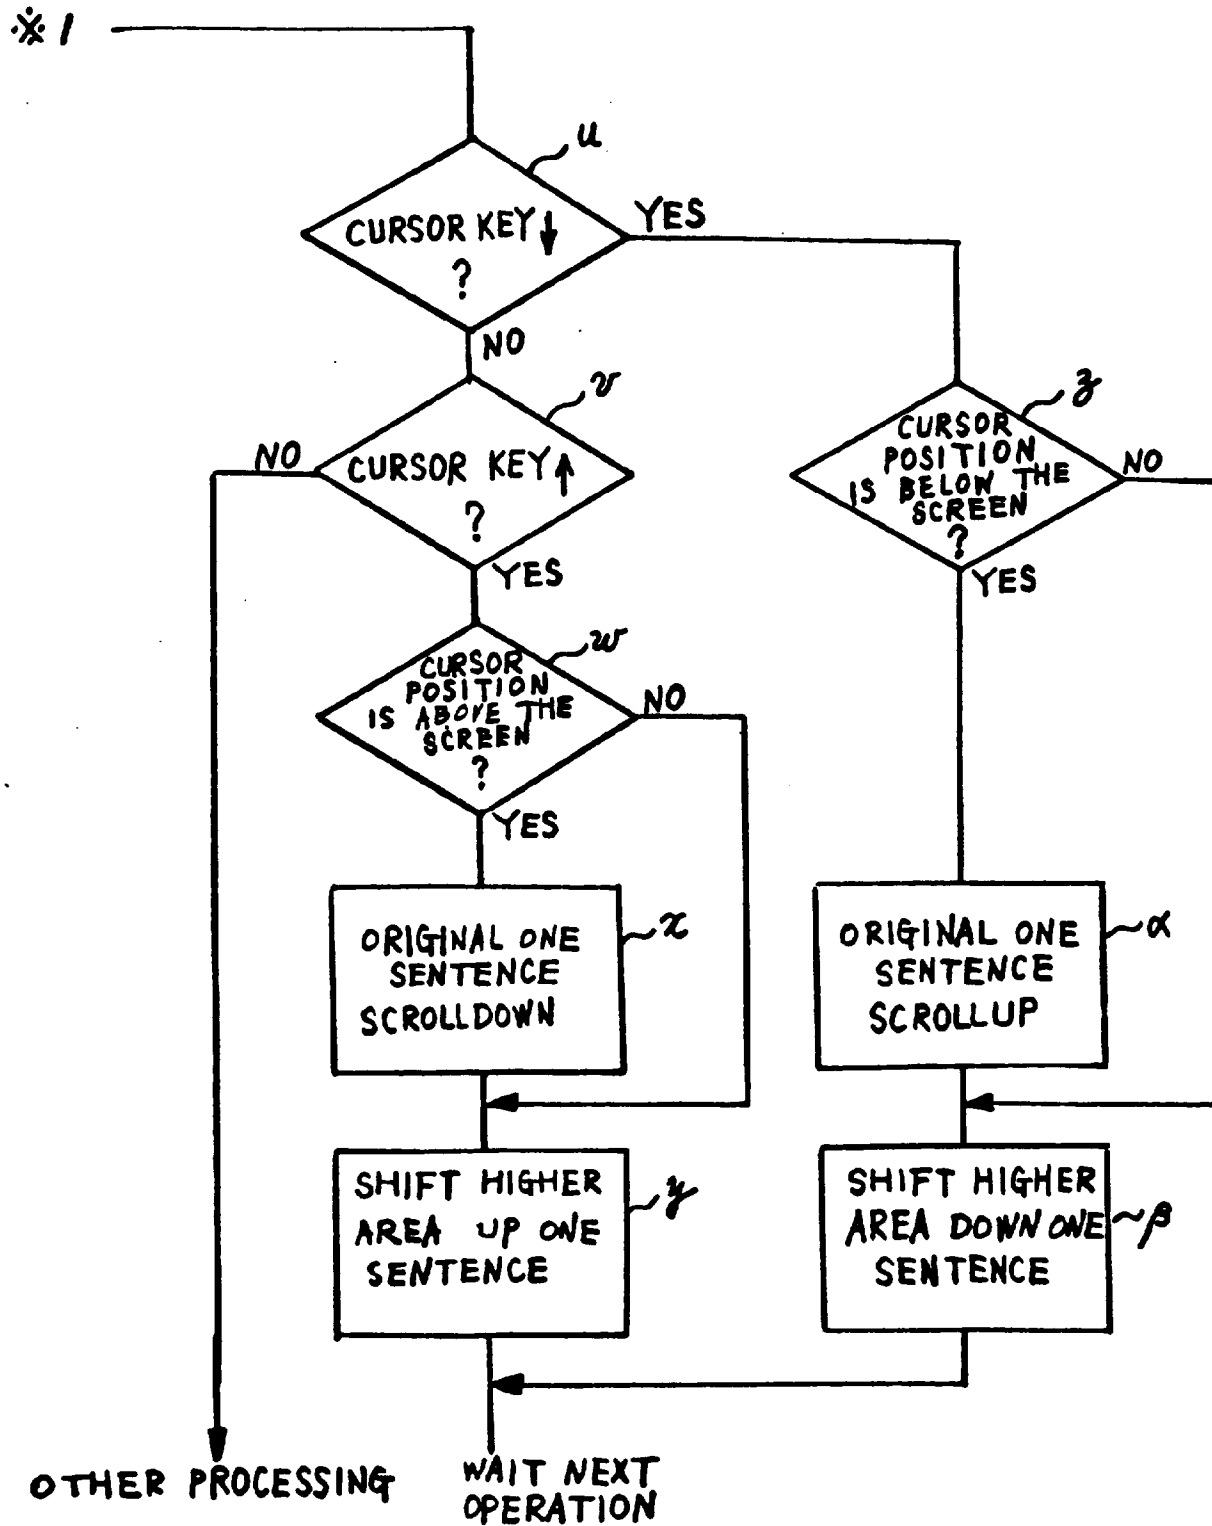 ※1
u
CURSOR KEY ↓
?
YES
NO
v
CURSOR KEY ↑
?
NO
YES
z
CURSOR
POSITION
IS BELOW THE
SCREEN
?
NO
YES
w
CURSOR
POSITION
IS ABOVE THE
SCREEN
?
NO
YES
x
ORIGINAL ONE
SENTENCE
SCROLLDOWN
α
ORIGINAL ONE
SENTENCE
SCROLLUP
y
SHIFT HIGHER
AREA UP ONE
SENTENCE
β
SHIFT HIGHER
AREA DOWN ONE
SENTENCE
OTHER PROCESSING
WAIT NEXT
OPERATION